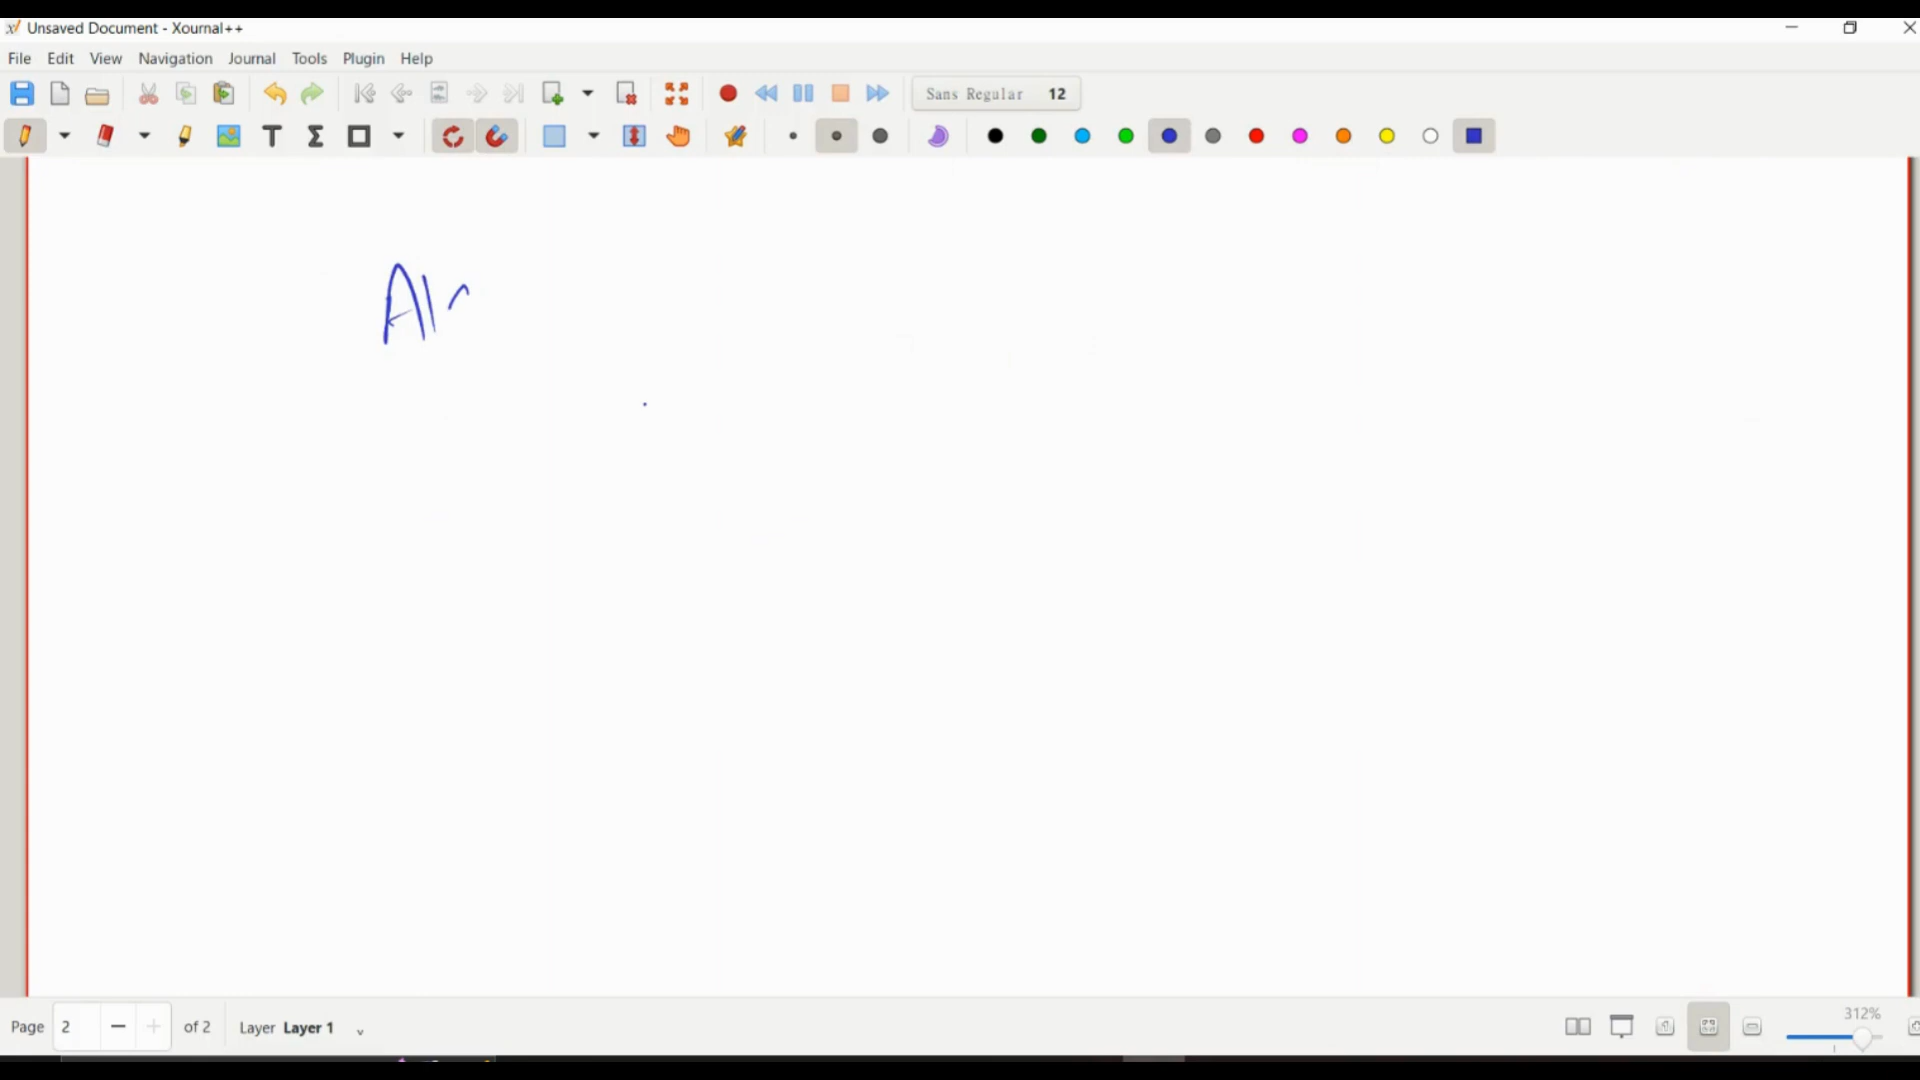 Unsaved Document - Xournal++
File Edit View Navigation Journal Tools Plugin Help
Sans Regular 12
Page 2 of 2 Layer Layer 1 312%